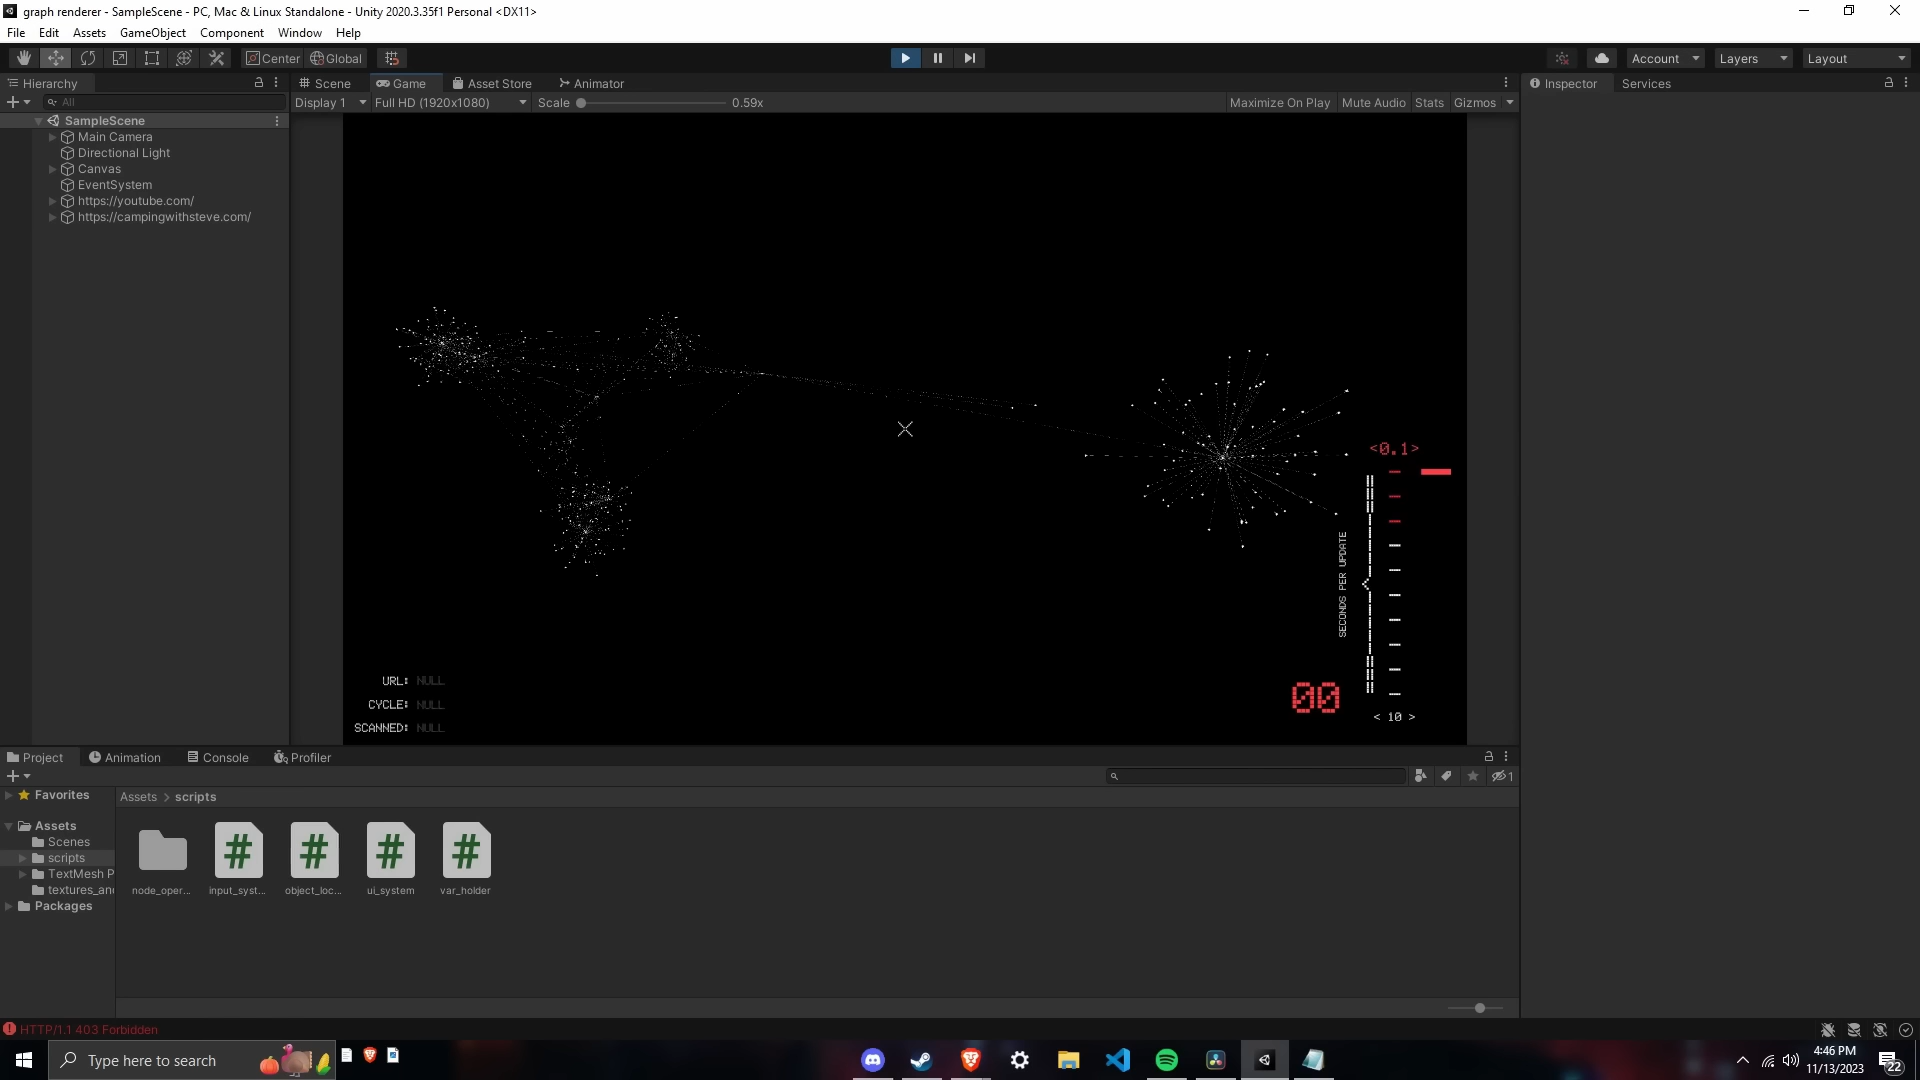 graph renderer - SampleScene - PC, Mac & Linux Standalone - Unity 2020.3.35f1 Personal <DX11>
File Edit Assets GameObject Component Window Help
Center Global Account Layers Layout
Hierarchy
All
SampleScene
Main Camera
Directional Light
Canvas
EventSystem
https://youtube.com/
https://campingwithsteve.com/
Scene Game Asset Store Animator
Display 1 Full HD (1920x1080) Scale 0.59x Maximize On Play Mute Audio Stats Gizmos
<0.1>
SECONDS PER UPDATE
00
< 10 >
URL: NULL
CYCLE: NULL
SCANNED: NULL
Inspector Services
Project Animation Console Profiler
1
Favorites
Assets
Scenes
scripts
TextMesh P
textures_an
Packages
Assets > scripts
node_oper... input_syst... object_loc... ui_system var_holder
HTTP/1.1 403 Forbidden
Type here to search
4:46 PM
11/13/2023
22